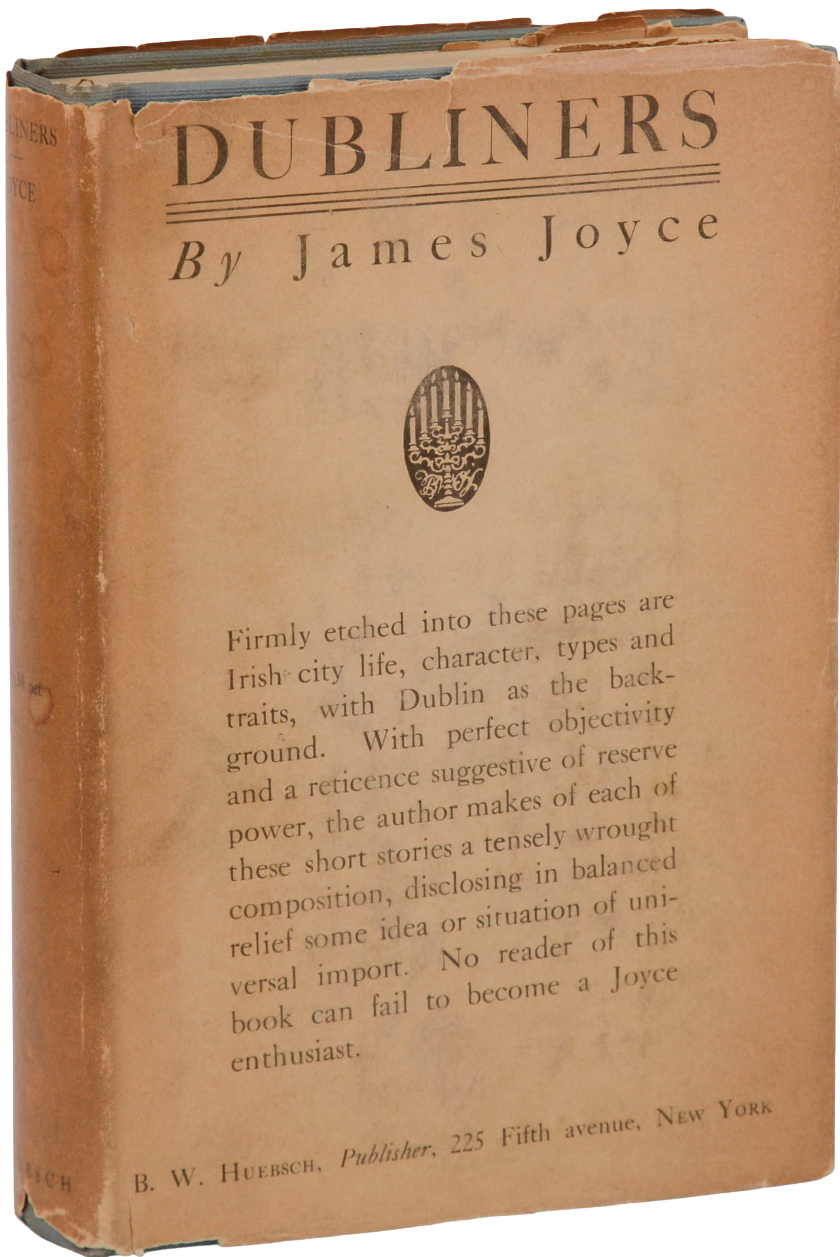 DUBLINERS
By James Joyce
Firmly etched into these pages are
Irish city life, character, types and
traits, with Dublin as the back-
ground. With perfect objectivity
and a reticence suggestive of reserve
power, the author makes of each of
these short stories a tensely wrought
composition, disclosing in balanced
relief some idea or situation of uni-
versal import. No reader of this
book can fail to become a Joyce
enthusiast.
B. W. HUEBSCH, Publisher, 225 Fifth avenue, NEW YORK
net